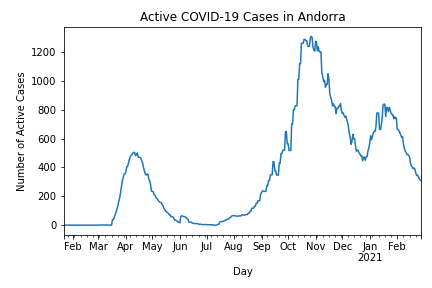 Active COVID-19 Cases in Andorra
Number of Active Cases
1200
1000
800
600
400
200
0
Feb Mar Apr May Jun Jul Aug Sep Oct Nov Dec Jan Feb
2021
Day